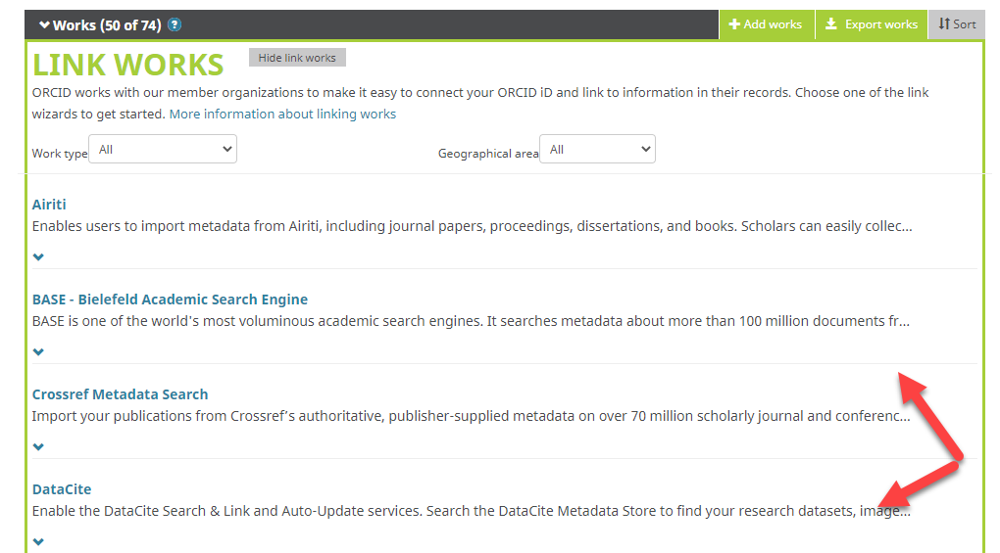 Works (50 of 74) ? Add works Export works Sort
LINK WORKS Hide link works
ORCID works with our member organizations to make it easy to connect your ORCID iD and link to information in their records. Choose one of the link
wizards to get started. More information about linking works
Work type All Geographical area All
Airiti
Enables users to import metadata from Airiti, including journal papers, proceedings, dissertations, and books. Scholars can easily collec...
BASE - Bielefeld Academic Search Engine
BASE is one of the world's most voluminous academic search engines. It searches metadata about more than 100 million documents fr...
Crossref Metadata Search
Import your publications from Crossref's authoritative, publisher-supplied metadata on over 70 million scholarly journal and conferenc...
DataCite
Enable the DataCite Search & Link and Auto-Update services. Search the DataCite Metadata Store to find your research datasets, image...